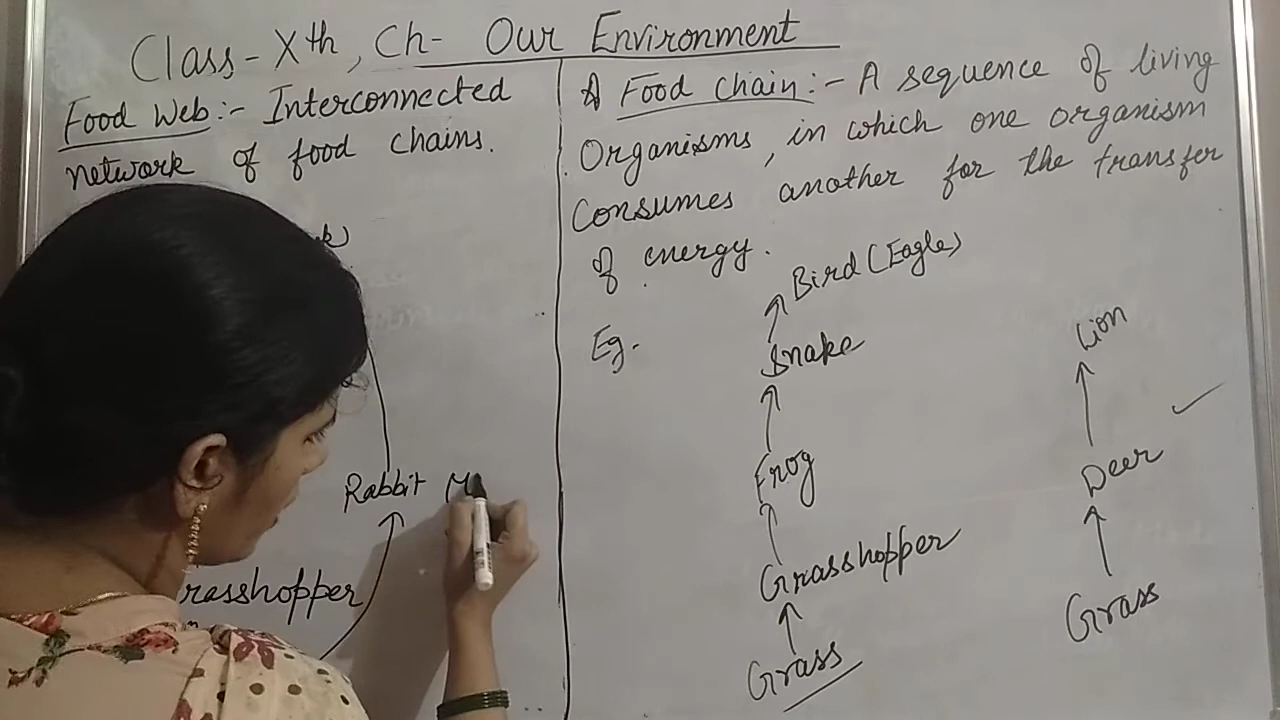 Class - Xth, Ch- Our Environment
Food Web:- Interconnected
network of food chains.
Rabbit M
rasshopper
Food Chain:- A sequence of living
Organisms, in which one organism
Consumes another for the transfer
of energy.
Eg.
Bird (Eagle)
Snake
Frog
Grasshopper
Grass
Lion
Deer
Grass